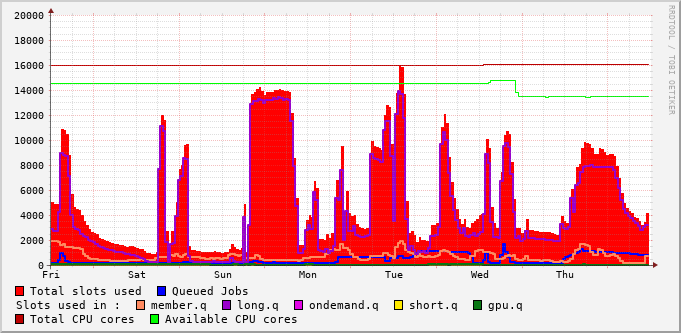 20000
18000
16000
14000
12000
10000
8000
6000
4000
2000
0
Fri Sat Sun Mon Tue Wed Thu
Total slots used Queued Jobs
Slots used in : member.q long.q ondemand.q short.q gpu.q
Total CPU cores Available CPU cores
RRDTOOL / TOBI OETIKER